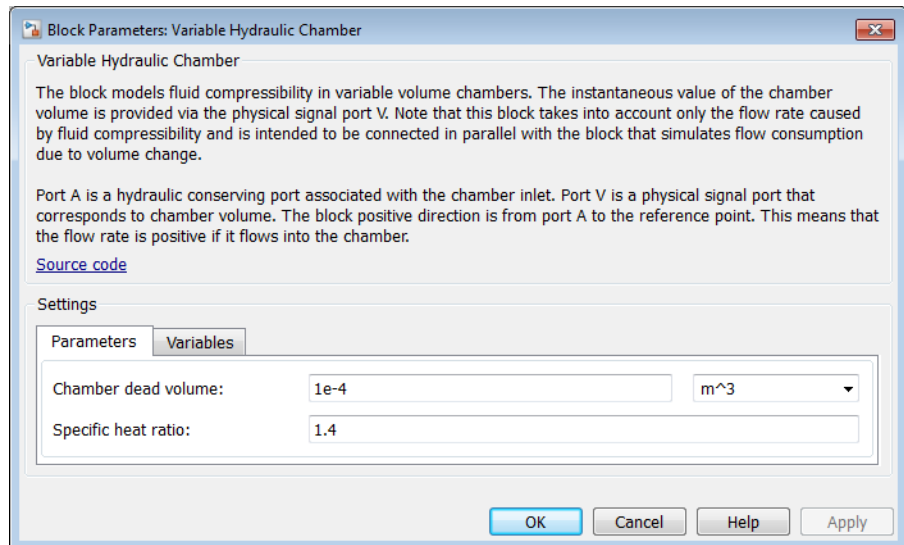 Block Parameters: Variable Hydraulic Chamber
Variable Hydraulic Chamber
The block models fluid compressibility in variable volume chambers. The instantaneous value of the chamber
volume is provided via the physical signal port V. Note that this block takes into account only the flow rate caused
by fluid compressibility and is intended to be connected in parallel with the block that simulates flow consumption
due to volume change.
Port A is a hydraulic conserving port associated with the chamber inlet. Port V is a physical signal port that
corresponds to chamber volume. The block positive direction is from port A to the reference point. This means that
the flow rate is positive if it flows into the chamber.
Source code
Settings
Parameters Variables
Chamber dead volume: 1e-4 m^3
Specific heat ratio: 1.4
OK Cancel Help Apply